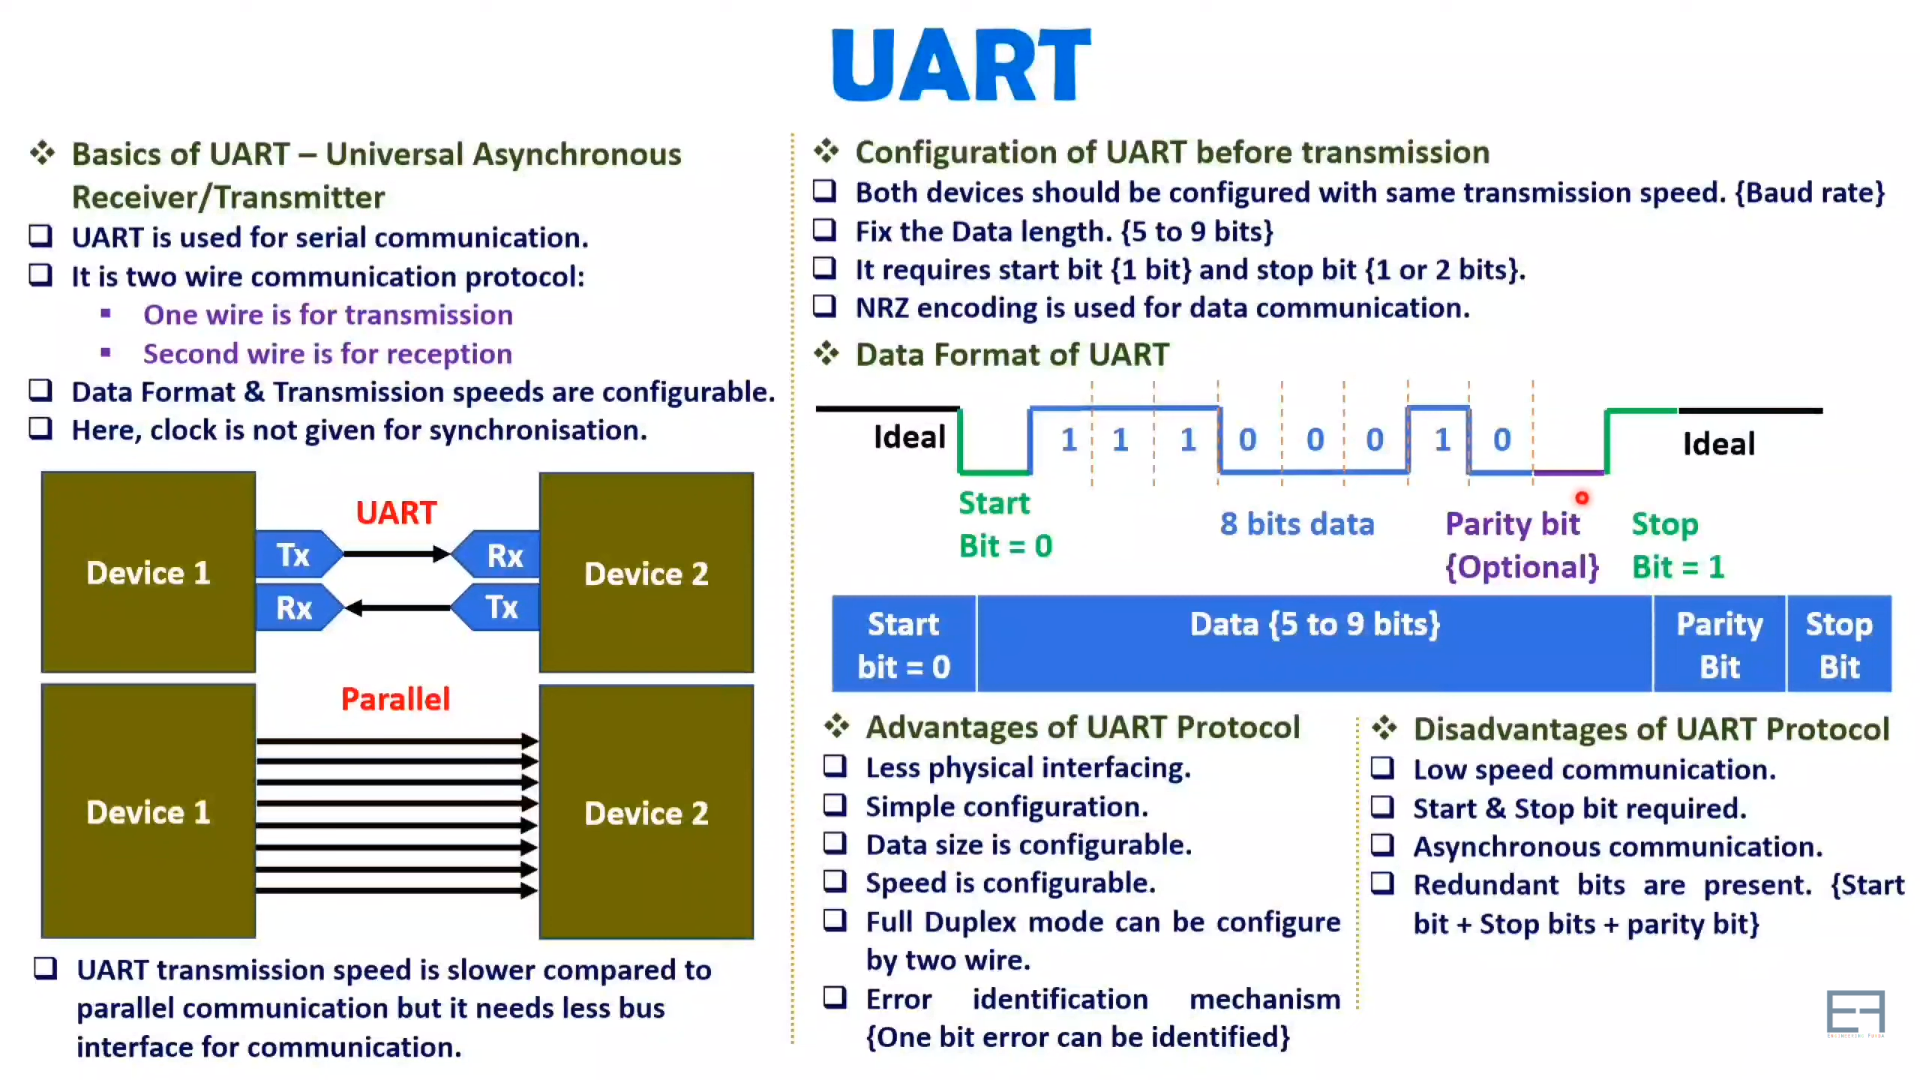 UART
Basics of UART – Universal Asynchronous
Receiver/Transmitter
UART is used for serial communication.
It is two wire communication protocol:
One wire is for transmission
Second wire is for reception
Data Format & Transmission speeds are configurable.
Here, clock is not given for synchronisation.
UART
Device 1
Tx
Rx
Device 2
Rx
Tx
Parallel
Device 1
Device 2
UART transmission speed is slower compared to
parallel communication but it needs less bus
interface for communication.
Configuration of UART before transmission
Both devices should be configured with same transmission speed. {Baud rate}
Fix the Data length. {5 to 9 bits}
It requires start bit {1 bit} and stop bit {1 or 2 bits}.
NRZ encoding is used for data communication.
Data Format of UART
Ideal
1 1 1 0 0 0 1 0
Ideal
Start
Bit = 0
8 bits data
Parity bit
{Optional}
Stop
Bit = 1
Start
bit = 0
Data {5 to 9 bits}
Parity
Bit
Stop
Bit
Advantages of UART Protocol
Less physical interfacing.
Simple configuration.
Data size is configurable.
Speed is configurable.
Full Duplex mode can be configure
by two wire.
Error identification mechanism
{One bit error can be identified}
Disadvantages of UART Protocol
Low speed communication.
Start & Stop bit required.
Asynchronous communication.
Redundant bits are present. {Start
bit + Stop bits + parity bit}